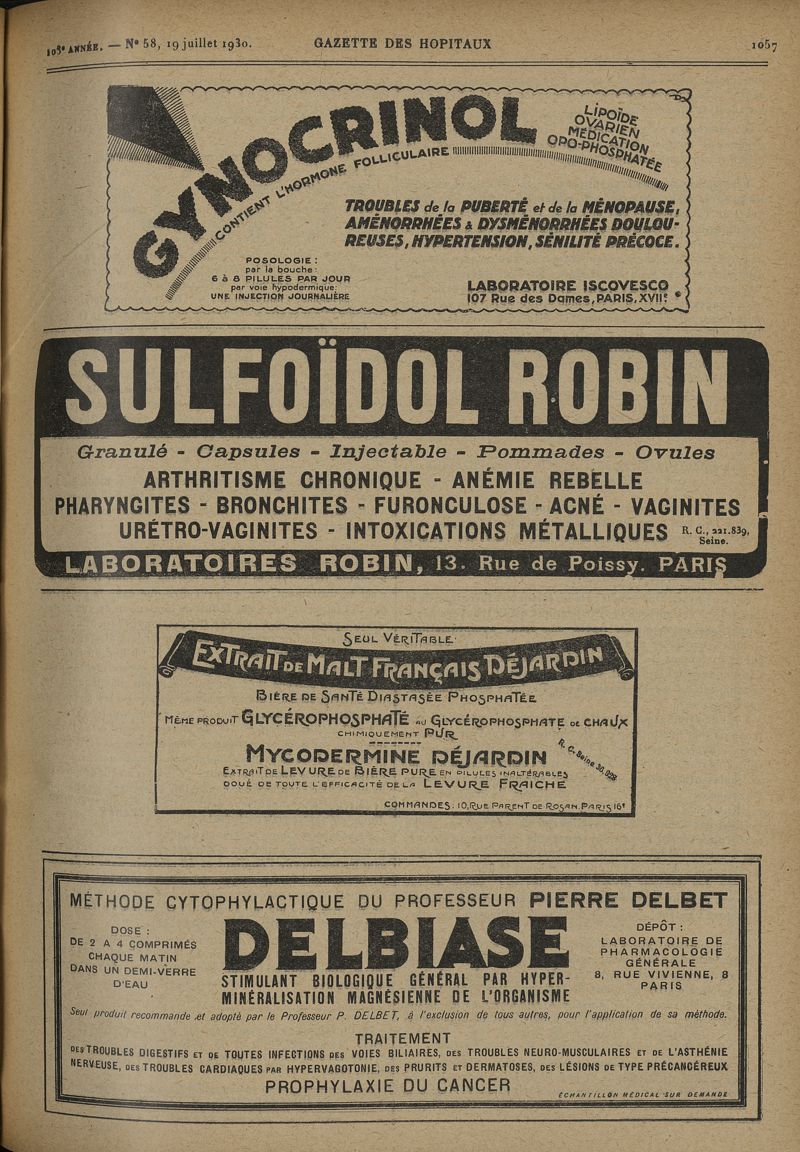 103e ANNÉE. — No 58, 19 juillet 1930. GAZETTE DES HOPITAUX 1057
GYNOCRINOL
CONTIENT L'HORMONE FOLLICULAIRE
LIPOÏDE
OVARIEN
MÉDICATION
OPO-PHOSPHATÉE
TROUBLES de la PUBERTÉ et de la MÉNOPAUSE,
AMÉNORRHÉES & DYSMÉNORRHÉES DOULOU-
REUSES, HYPERTENSION, SÉNILITÉ PRÉCOCE.
POSOLOGIE :
par la bouche :
6 à 8 PILULES PAR JOUR
par voie hypodermique:
UNE INJECTION JOURNALIÈRE
LABORATOIRE ISCOVESCO
107 Rue des Dames, PARIS, XVIIe
SULFOÏDOL ROBIN
Granulé - Capsules - Injectable - Pommades - Ovules
ARTHRITISME CHRONIQUE - ANÉMIE REBELLE
PHARYNGITES - BRONCHITES - FURONCULOSE - ACNÉ - VAGINITES
URÉTRO-VAGINITES - INTOXICATIONS MÉTALLIQUES R. C., 221.839,
Seine.
LABORATOIRES ROBIN, 13. Rue de Poissy. PARIS
SEUL VÉRITABLE
EXTRAIT DE MALT FRANÇAIS DÉJARDIN
BIÈRE DE SANTÉ DIASTASÉE PHOSPHATÉE
MÊME PRODUIT GLYCÉROPHOSPHATÉ AU GLYCÉROPHOSPHATE DE CHAUX
CHIMIQUEMENT PUR
MYCODERMINE DÉJARDIN
R. C. Seine
EXTRAIT DE LEVURE DE BIÈRE PURE EN PILULES INALTÉRABLES
DOUÉ DE TOUTE L'EFFICACITÉ DE LA LEVURE FRAICHE
COMMANDES: 10, RUE PARENT DE ROSAN PARIS 16e
MÉTHODE CYTOPHYLACTIQUE DU PROFESSEUR PIERRE DELBET
DOSE :
DE 2 A 4 COMPRIMÉS
CHAQUE MATIN
DANS UN DEMI-VERRE
D'EAU
DELBIASE
STIMULANT BIOLOGIQUE GÉNÉRAL PAR HYPER-
MINÉRALISATION MAGNÉSIENNE DE L'ORGANISME
DÉPÔT :
LABORATOIRE DE
PHARMACOLOGIE
GÉNÉRALE
8, RUE VIVIENNE, 8
PARIS
Seul produit recommande et adopté par le Professeur P. DELBET, à l'exclusion de tous autres, pour l'application de sa méthode.
TRAITEMENT
DES TROUBLES DIGESTIFS ET DE TOUTES INFECTIONS DES VOIES BILIAIRES, DES TROUBLES NEURO-MUSCULAIRES ET DE L'ASTHÉNIE
NERVEUSE, DES TROUBLES CARDIAQUES PAR HYPERVAGOTONIE, DES PRURITS ET DERMATOSES, DES LÉSIONS DE TYPE PRÉCANCÉREUX
PROPHYLAXIE DU CANCER
ÉCHANTILLON MÉDICAL SUR DEMANDE